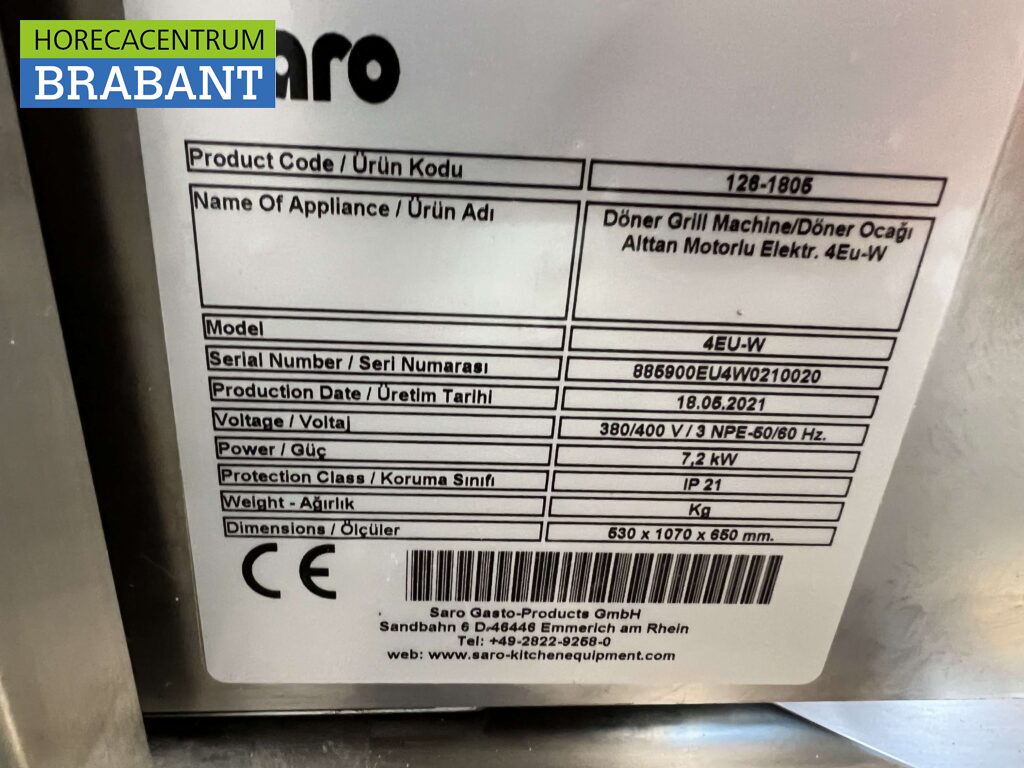 HORECACENTRUM
BRABANT
aro
Product Code / Ürün Kodu
126-1805
Name Of Appliance / Ürün Adı
Döner Grill Machine/Döner Ocağı
Alttan Motorlu Elektr. 4Eu-W
Model
4EU-W
Serial Number / Seri Numarası
885900EU4W0210020
Production Date / Üretim Tarihi
18.05.2021
Voltage / Voltaj
380/400 V / 3 NPE-50/60 Hz.
Power / Güç
7,2 kW
Protection Class / Koruma Sınıfı
IP 21
Weight - Ağırlık
Kg
Dimensions / Ölçüler
530 x 1070 x 650 mm.
CE
Saro Gasto-Products GmbH
Sandbahn 6 D-46446 Emmerich am Rhein
Tel: +49-2822-9258-0
web: www.saro-kitchenequipment.com